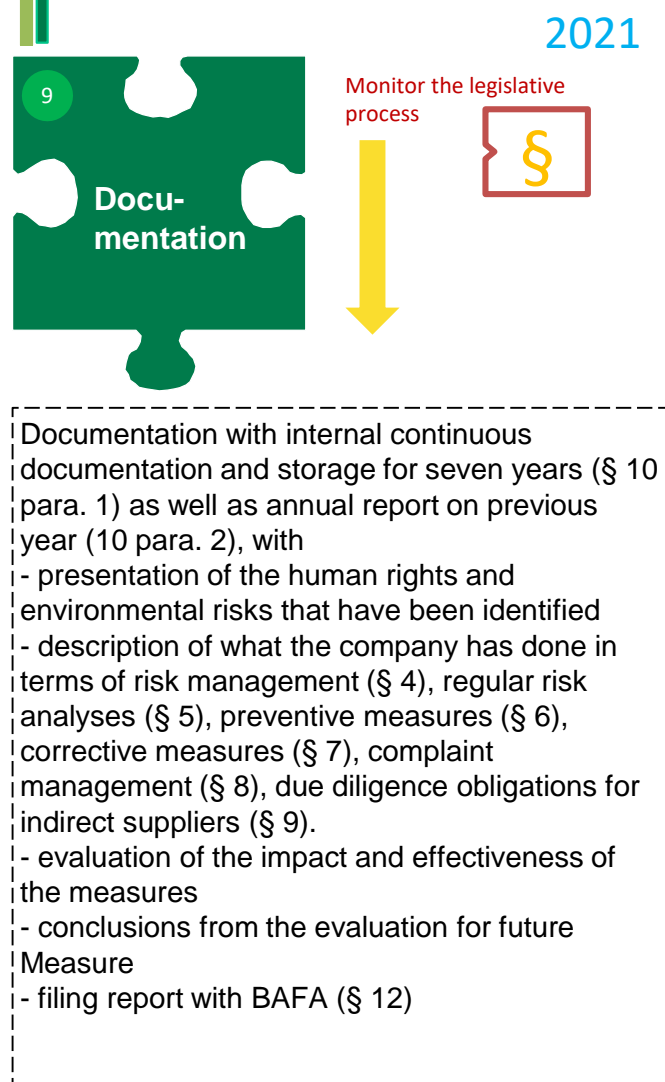 2021
9
Monitor the legislative
process
§
Docu-
mentation
Documentation with internal continuous
documentation and storage for seven years (§ 10
para. 1) as well as annual report on previous
year (10 para. 2), with
- presentation of the human rights and
environmental risks that have been identified
- description of what the company has done in
terms of risk management (§ 4), regular risk
analyses (§ 5), preventive measures (§ 6),
corrective measures (§ 7), complaint
management (§ 8), due diligence obligations for
indirect suppliers (§ 9).
- evaluation of the impact and effectiveness of
the measures
- conclusions from the evaluation for future
Measure
- filing report with BAFA (§ 12)